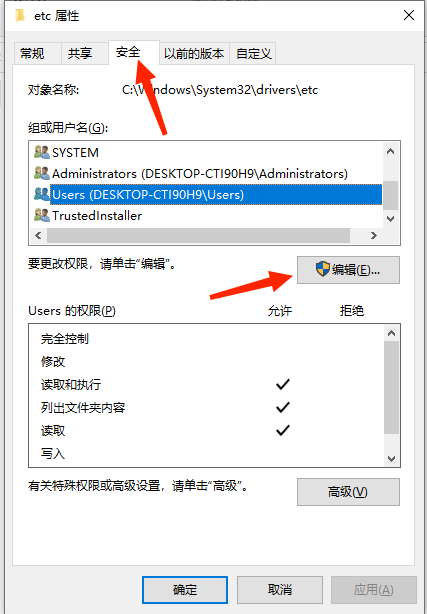 etc 属性
常规 共享 安全 以前的版本 自定义
对象名称: C:\Windows\System32\drivers\etc
组或用户名(G):
SYSTEM
Administrators (DESKTOP-CTI90H9\Administrators)
Users (DESKTOP-CTI90H9\Users)
TrustedInstaller
要更改权限，请单击“编辑”。 编辑(E)...
Users 的权限(P) 允许 拒绝
完全控制
修改
读取和执行
列出文件夹内容
读取
写入
有关特殊权限或高级设置，请单击“高级”。 高级(V)
确定 取消 应用(A)